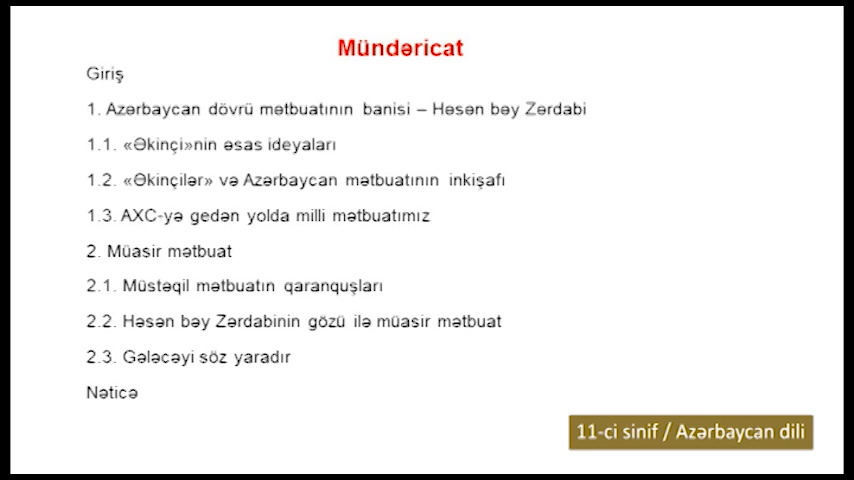 Mündəricat
Giriş
1. Azərbaycan dövrü mətbuatının banisi – Həsən bəy Zərdabi
1.1. «Əkinçi»nin əsas ideyaları
1.2. «Əkinçilər» və Azərbaycan mətbuatının inkişafı
1.3. AXC-yə gedən yolda milli mətbuatımız
2. Müasir mətbuat
2.1. Müstəqil mətbuatın qaranquşları
2.2. Həsən bəy Zərdabinin gözü ilə müasir mətbuat
2.3. Gələcəyi söz yaradır
Nəticə
11-ci sinif / Azərbaycan dili